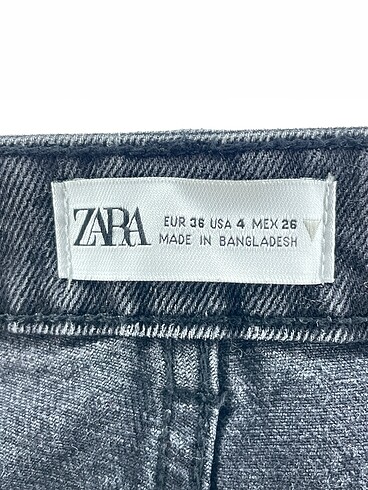 ZARA
EUR 36 USA 4 MEX 26
MADE IN BANGLADESH